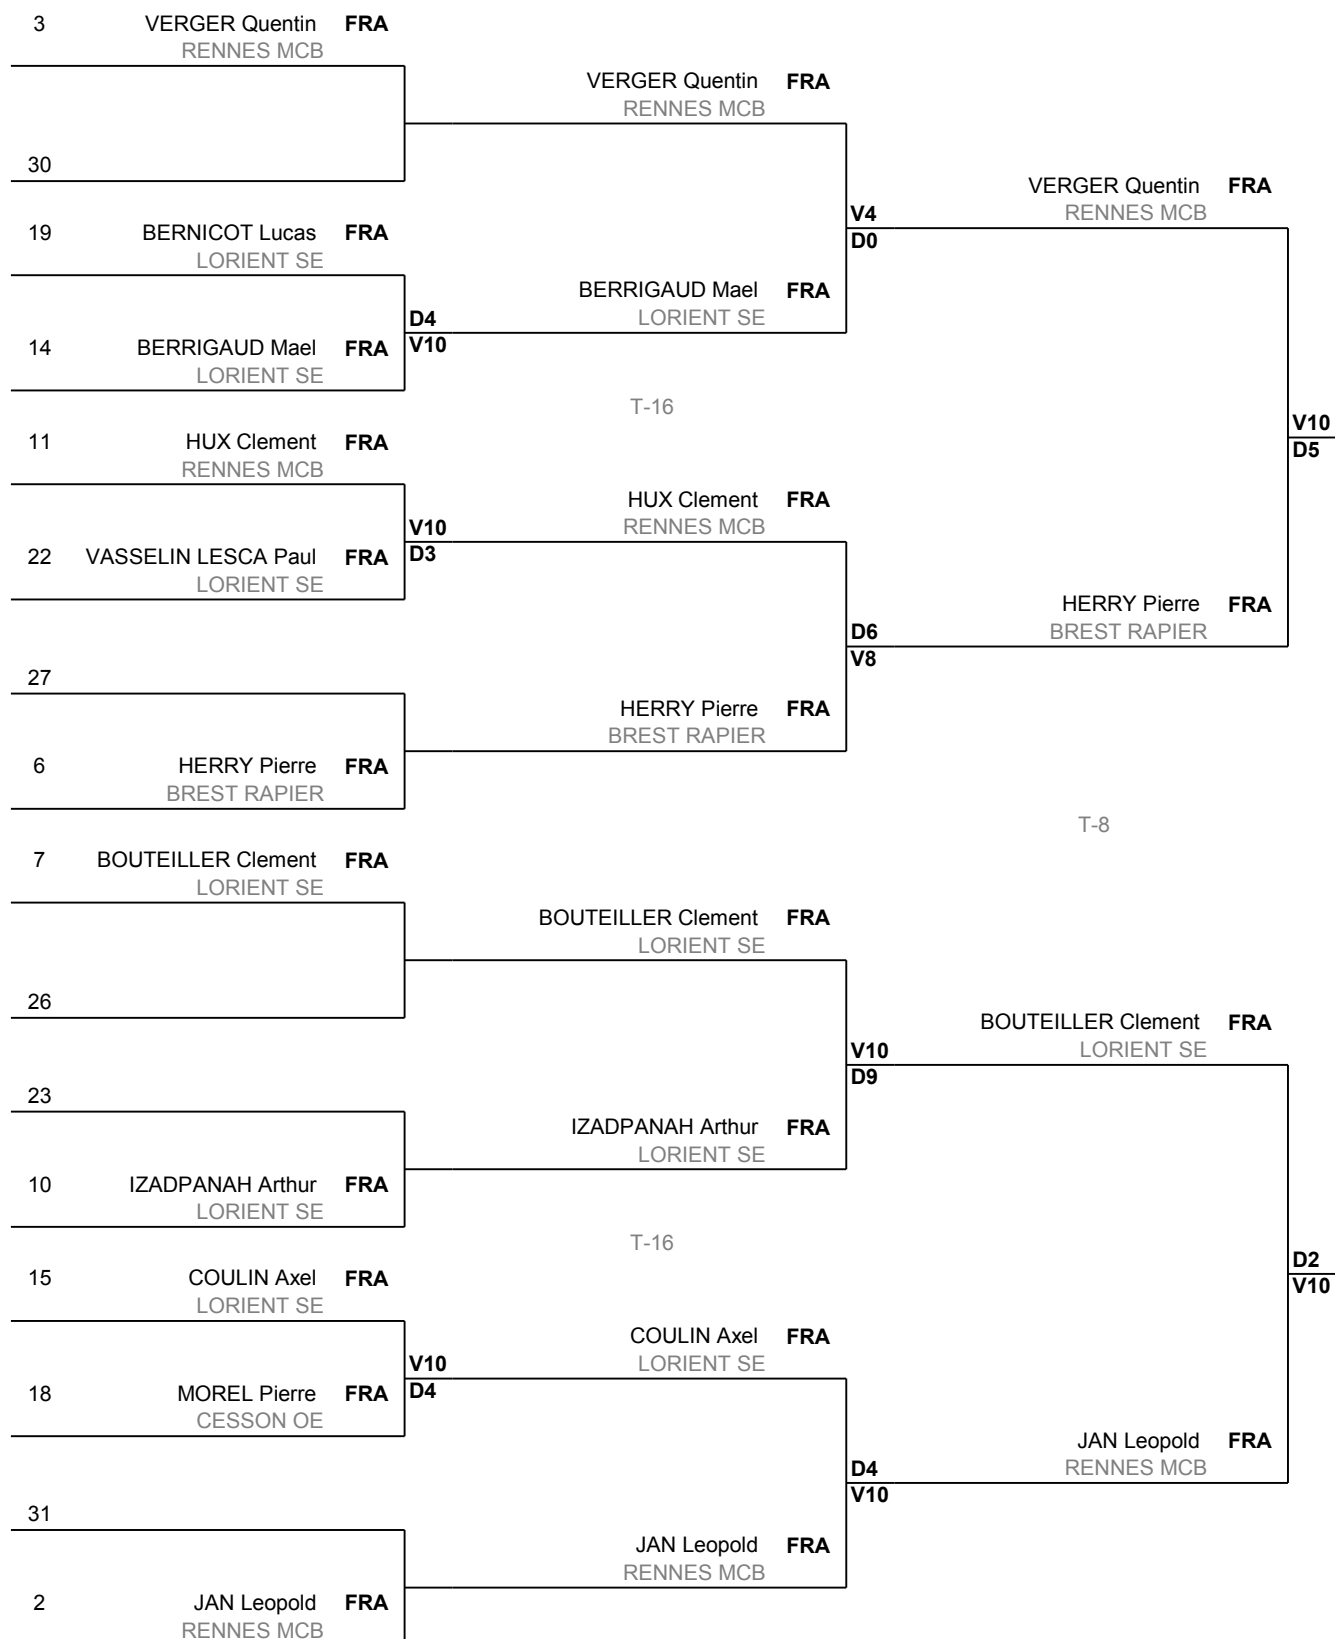 3 VERGER Quentin FRA
RENNES MCB
VERGER Quentin FRA
RENNES MCB
30
VERGER Quentin FRA
RENNES MCB
V4
D0
19 BERNICOT Lucas FRA
LORIENT SE
BERRIGAUD Mael FRA
LORIENT SE
D4
V10
14 BERRIGAUD Mael FRA
LORIENT SE
T-16
V10
D5
11 HUX Clement FRA
RENNES MCB
HUX Clement FRA
RENNES MCB
V10
D3
22 VASSELIN LESCA Paul FRA
LORIENT SE
HERRY Pierre FRA
BREST RAPIER
D6
V8
27
HERRY Pierre FRA
BREST RAPIER
6 HERRY Pierre FRA
BREST RAPIER
T-8
7 BOUTEILLER Clement FRA
LORIENT SE
BOUTEILLER Clement FRA
LORIENT SE
26
BOUTEILLER Clement FRA
LORIENT SE
V10
D9
23
IZADPANAH Arthur FRA
LORIENT SE
10 IZADPANAH Arthur FRA
LORIENT SE
T-16
D2
V10
15 COULIN Axel FRA
LORIENT SE
COULIN Axel FRA
LORIENT SE
V10
D4
18 MOREL Pierre FRA
CESSON OE
JAN Leopold FRA
RENNES MCB
D4
V10
31
JAN Leopold FRA
RENNES MCB
2 JAN Leopold FRA
RENNES MCB